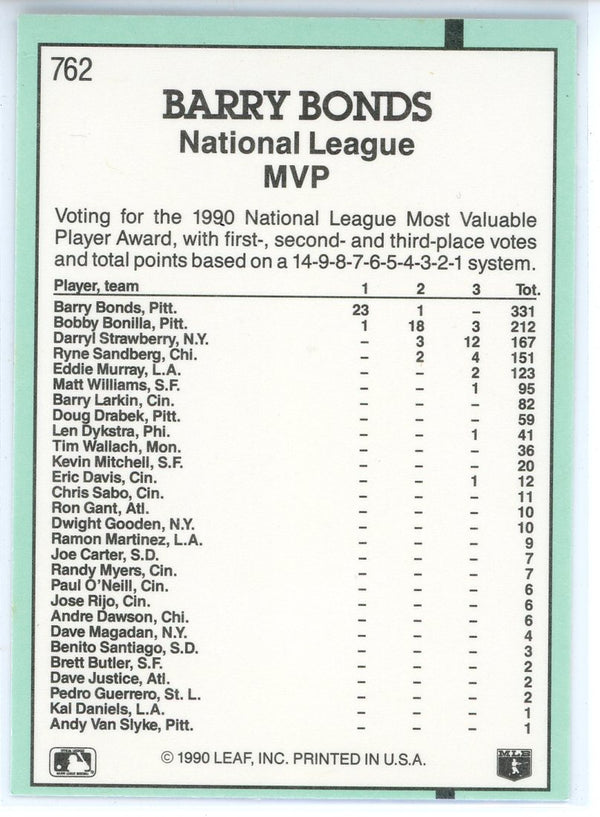 762
BARRY BONDS
National League
MVP
Voting for the 1990 National League Most Valuable
Player Award, with first-, second- and third-place votes
and total points based on a 14-9-8-7-6-5-4-3-2-1 system.
Player, team 1 2 3 Tot.
Barry Bonds, Pitt. 23 1 – 331
Bobby Bonilla, Pitt. 1 18 3 212
Darryl Strawberry, N.Y. – 3 12 167
Ryne Sandberg, Chi. – 2 4 151
Eddie Murray, L.A. – – 2 123
Matt Williams, S.F. – – 1 95
Barry Larkin, Cin. – – – 82
Doug Drabek, Pitt. – – – 59
Len Dykstra, Phi. – – 1 41
Tim Wallach, Mon. – – – 36
Kevin Mitchell, S.F. – – – 20
Eric Davis, Cin. – – 1 12
Chris Sabo, Cin. – – – 11
Ron Gant, Atl. – – – 10
Dwight Gooden, N.Y. – – – 10
Ramon Martinez, L.A. – – – 9
Joe Carter, S.D. – – – 7
Randy Myers, Cin. – – – 7
Paul O'Neill, Cin. – – – 6
Jose Rijo, Cin. – – – 6
Andre Dawson, Chi. – – – 6
Dave Magadan, N.Y. – – – 4
Benito Santiago, S.D. – – – 3
Brett Butler, S.F. – – – 2
Dave Justice, Atl. – – – 2
Pedro Guerrero, St. L. – – – 2
Kal Daniels, L.A. – – – 1
Andy Van Slyke, Pitt. – – – 1
© 1990 LEAF, INC. PRINTED IN U.S.A.
MLB